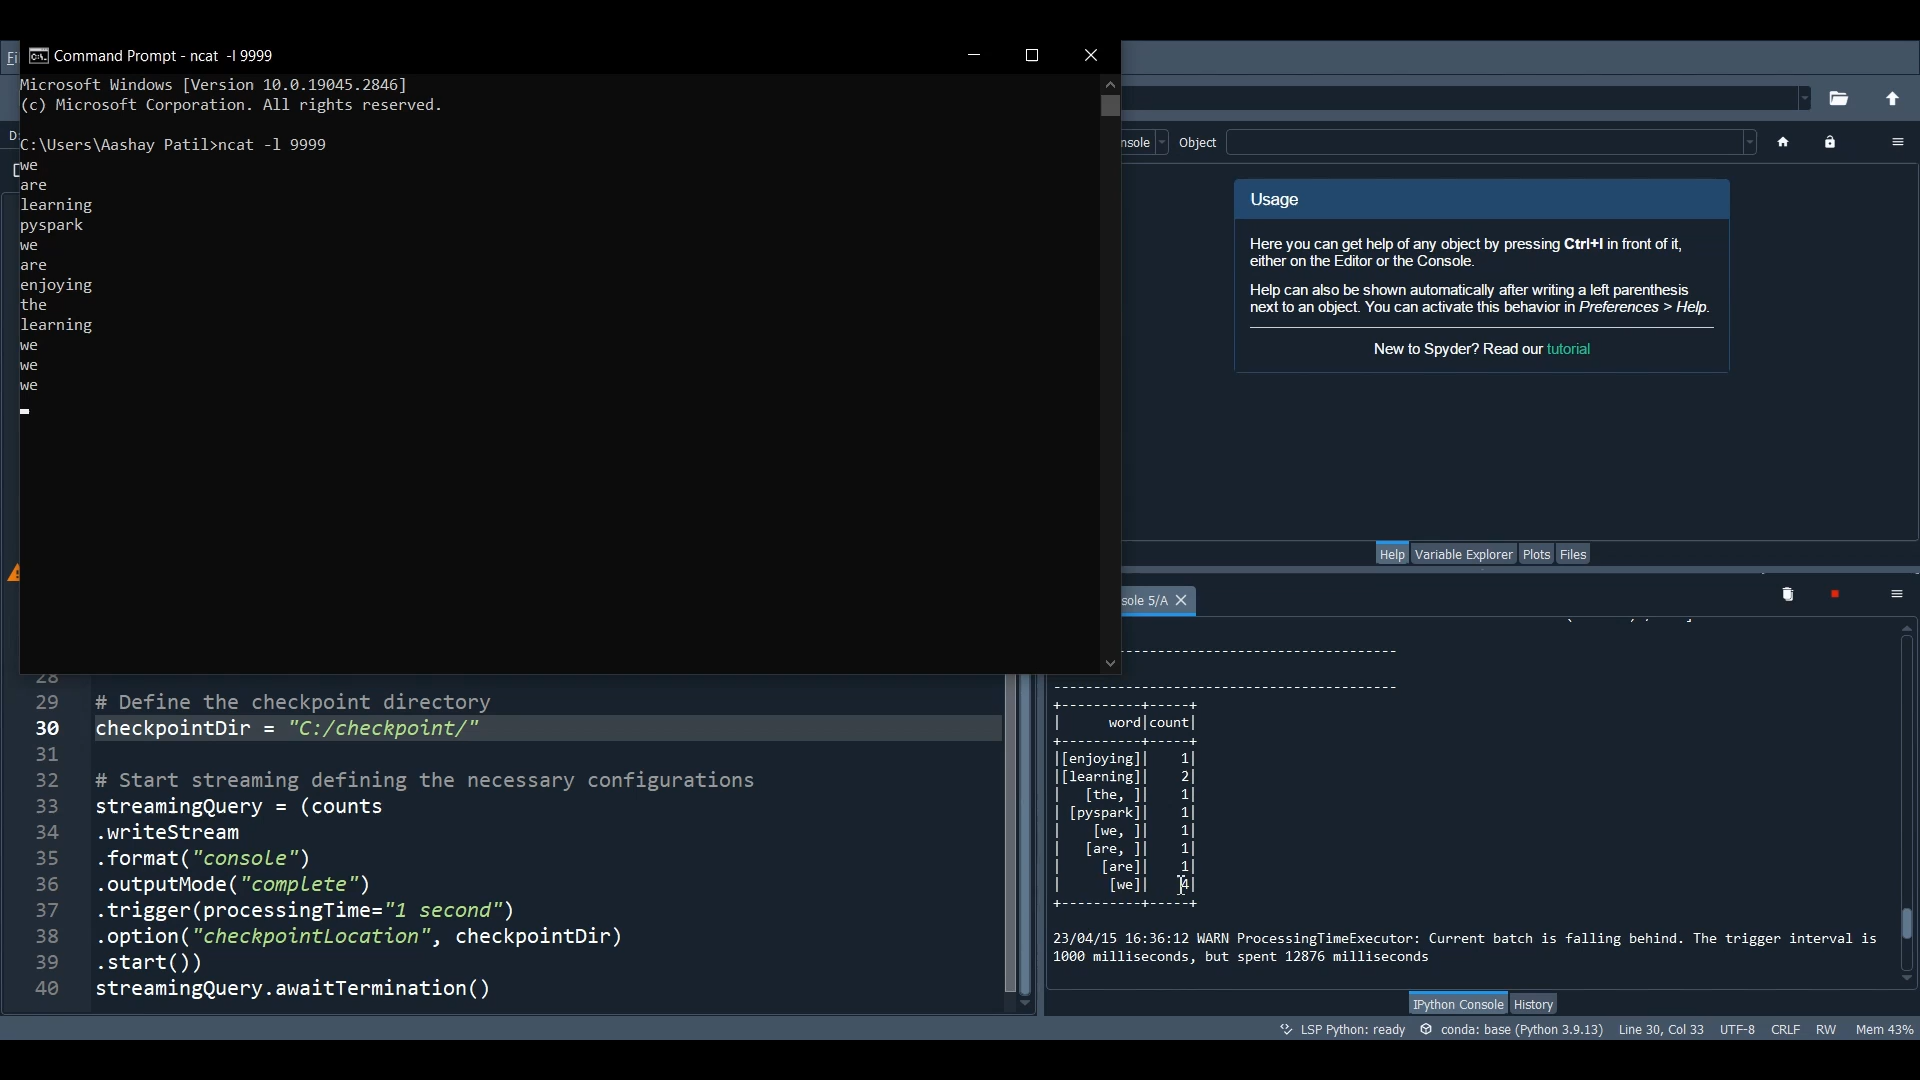 Command Prompt - ncat -l 9999
Microsoft Windows [Version 10.0.19045.2846]
(c) Microsoft Corporation. All rights reserved.
C:\Users\Aashay Patil>ncat -l 9999
we
are
learning
pyspark
we
are
enjoying
the
learning
we
we
we
nsole Object
Usage
Here you can get help of any object by pressing Ctrl+I in front of it,
either on the Editor or the Console.
Help can also be shown automatically after writing a left parenthesis
next to an object. You can activate this behavior in Preferences > Help.
New to Spyder? Read our tutorial
Help Variable Explorer Plots Files
28
29 # Define the checkpoint directory
30 checkpointDir = "C:/checkpoint/"
31
32 # Start streaming defining the necessary configurations
33 streamingQuery = (counts
34 .writeStream
35 .format("console")
36 .outputMode("complete")
37 .trigger(processingTime="1 second")
38 .option("checkpointLocation", checkpointDir)
39 .start())
40 streamingQuery.awaitTermination()
sole 5/A
-------------------------------------------
+----------+-----+
|      word|count|
+----------+-----+
|[enjoying]|    1|
|[learning]|    2|
|   [the, ]|    1|
| [pyspark]|    1|
|    [we, ]|    1|
|   [are, ]|    1|
|     [are]|    1|
|      [we]|    4|
+----------+-----+
23/04/15 16:36:12 WARN ProcessingTimeExecutor: Current batch is falling behind. The trigger interval is
1000 milliseconds, but spent 12876 milliseconds
IPython Console History
LSP Python: ready conda: base (Python 3.9.13) Line 30, Col 33 UTF-8 CRLF RW Mem 43%